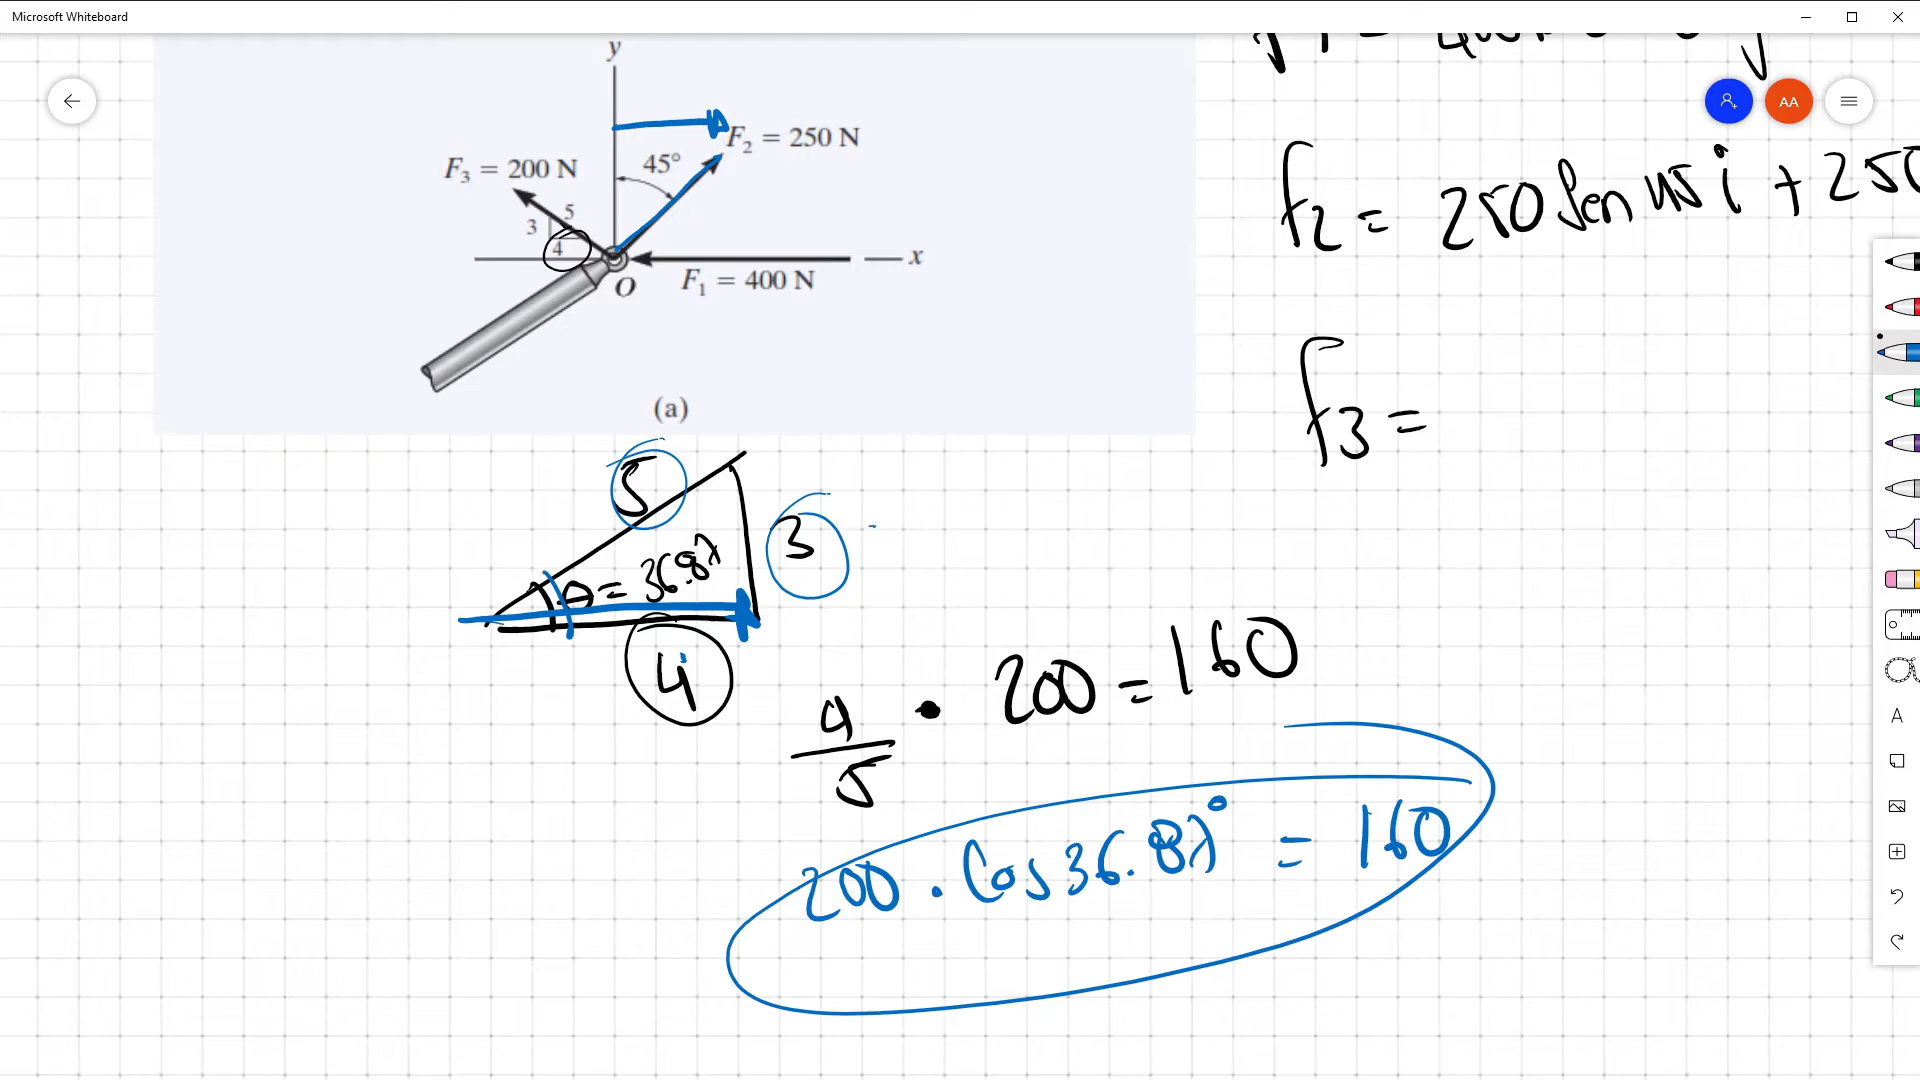 Microsoft Whiteboard
y
F₂ = 250 N
F₃ = 200 N
45°
5
3
4
x
O
F₁ = 400 N
(a)
AA
f2 = 250 Sen 45 i + 250
f3 =
5
3
θ = 36.87
4
4/5 • 200 = 160
200 . Cos 36.87° = 160
A